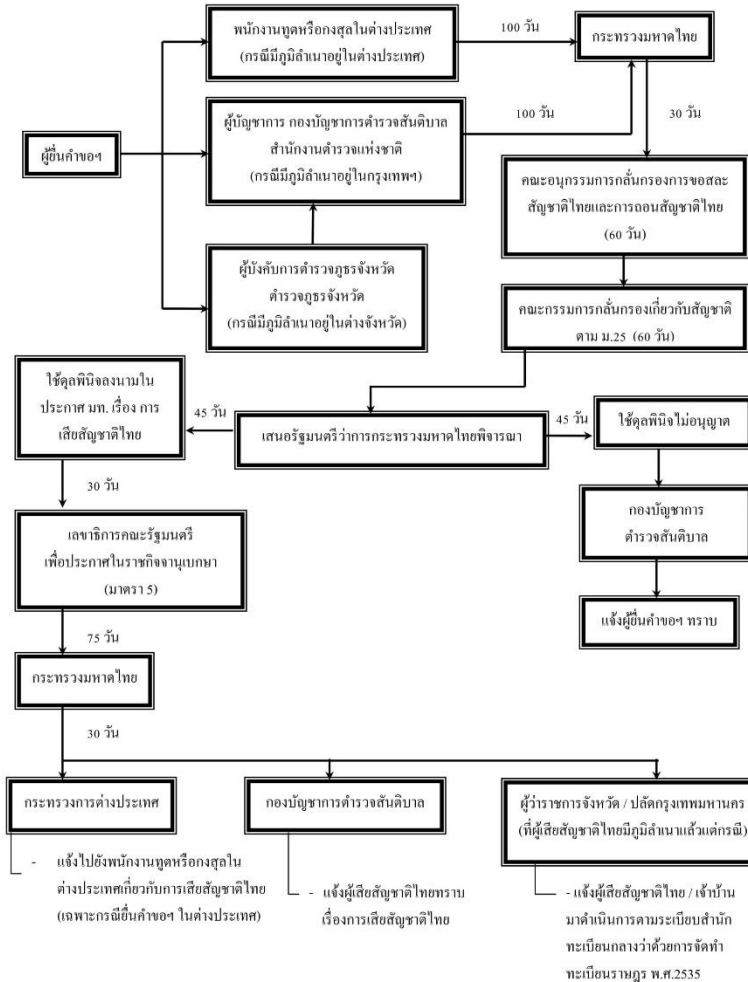 พนักงานทูตหรือกงสุลในต่างประเทศ
(กรณีมีภูมิลำเนาอยู่ในต่างประเทศ)
100 วัน
กระทรวงมหาดไทย
ผู้ยื่นคำขอฯ
ผู้บัญชาการ กองบัญชาการตำรวจสันติบาล
สำนักงานตำรวจแห่งชาติ
(กรณีมีภูมิลำเนาอยู่ในกรุงเทพฯ)
100 วัน
30 วัน
คณะอนุกรรมการกลั่นกรองการขอสละ
สัญชาติไทยและการถอนสัญชาติไทย
(60 วัน)
ผู้บังคับการตำรวจภูธรจังหวัด
ตำรวจภูธรจังหวัด
(กรณีมีภูมิลำเนาอยู่ในต่างจังหวัด)
คณะกรรมการกลั่นกรองเกี่ยวกับสัญชาติ
ตาม ม.25 (60 วัน)
ใช้ดุลพินิจลงนามใน
ประกาศ มท. เรื่อง การ
เสียสัญชาติไทย
45 วัน
เสนอรัฐมนตรีว่าการกระทรวงมหาดไทยพิจารณา
45 วัน
ใช้ดุลพินิจไม่อนุญาต
30 วัน
กองบัญชาการ
ตำรวจสันติบาล
เลขาธิการคณะรัฐมนตรี
เพื่อประกาศในราชกิจจานุเบกษา
(มาตรา 5)
แจ้งผู้ยื่นคำขอฯ ทราบ
75 วัน
กระทรวงมหาดไทย
30 วัน
กระทรวงการต่างประเทศ
กองบัญชาการตำรวจสันติบาล
ผู้ว่าราชการจังหวัด / ปลัดกรุงเทพมหานคร
(ที่ผู้เสียสัญชาติไทยมีภูมิลำเนาแล้วแต่กรณี)
- แจ้งไปยังพนักงานทูตหรือกงสุลใน
ต่างประเทศเกี่ยวกับการเสียสัญชาติไทย
(เฉพาะกรณียื่นคำขอฯ ในต่างประเทศ)
- แจ้งผู้เสียสัญชาติไทยทราบ
เรื่องการเสียสัญชาติไทย
- แจ้งผู้เสียสัญชาติไทย / เจ้าบ้าน
มาดำเนินการตามระเบียบสำนัก
ทะเบียนกลางว่าด้วยการจัดทำ
ทะเบียนราษฎร พ.ศ.2535